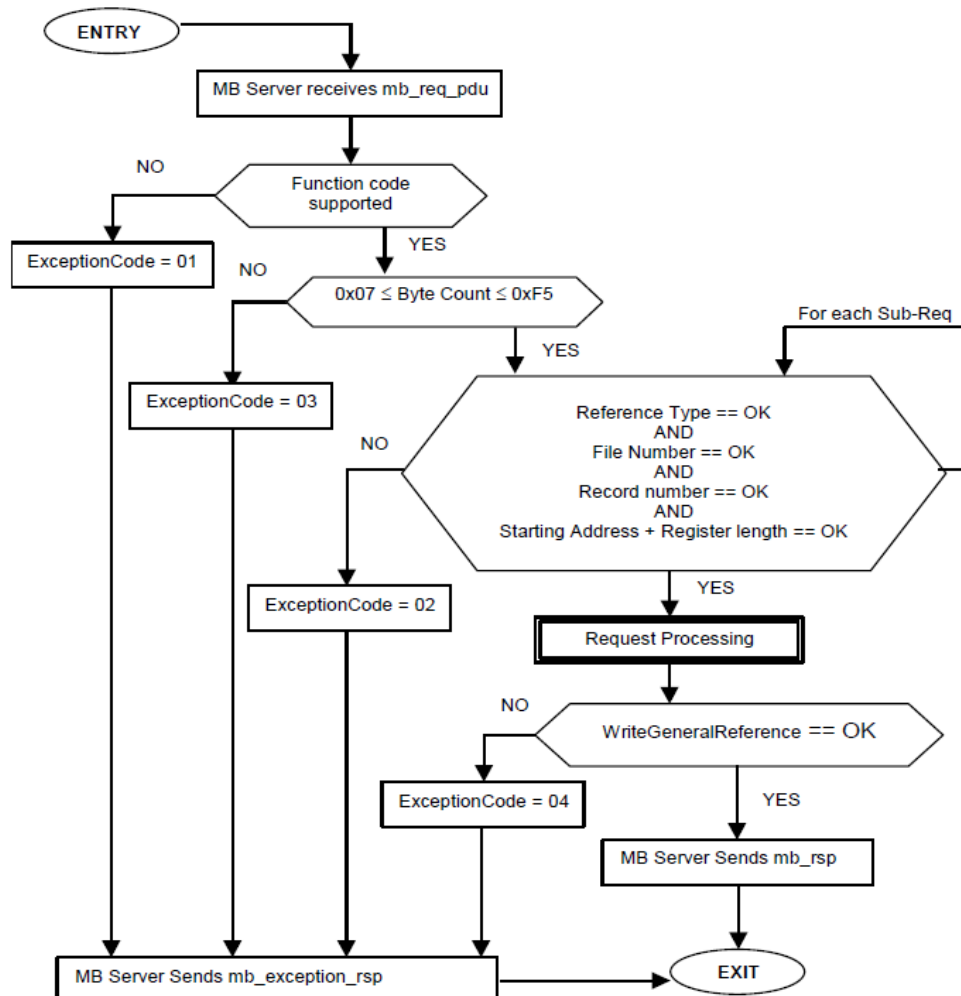 ENTRY
MB Server receives mb_req_pdu
NO
Function code
supported
YES
ExceptionCode = 01
NO
0x07 ≤ Byte Count ≤ 0xF5
For each Sub-Req
YES
ExceptionCode = 03
NO
Reference Type == OK
AND
File Number == OK
AND
Record number == OK
AND
Starting Address + Register length == OK
YES
ExceptionCode = 02
Request Processing
NO
WriteGeneralReference == OK
ExceptionCode = 04
YES
MB Server Sends mb_rsp
MB Server Sends mb_exception_rsp
EXIT